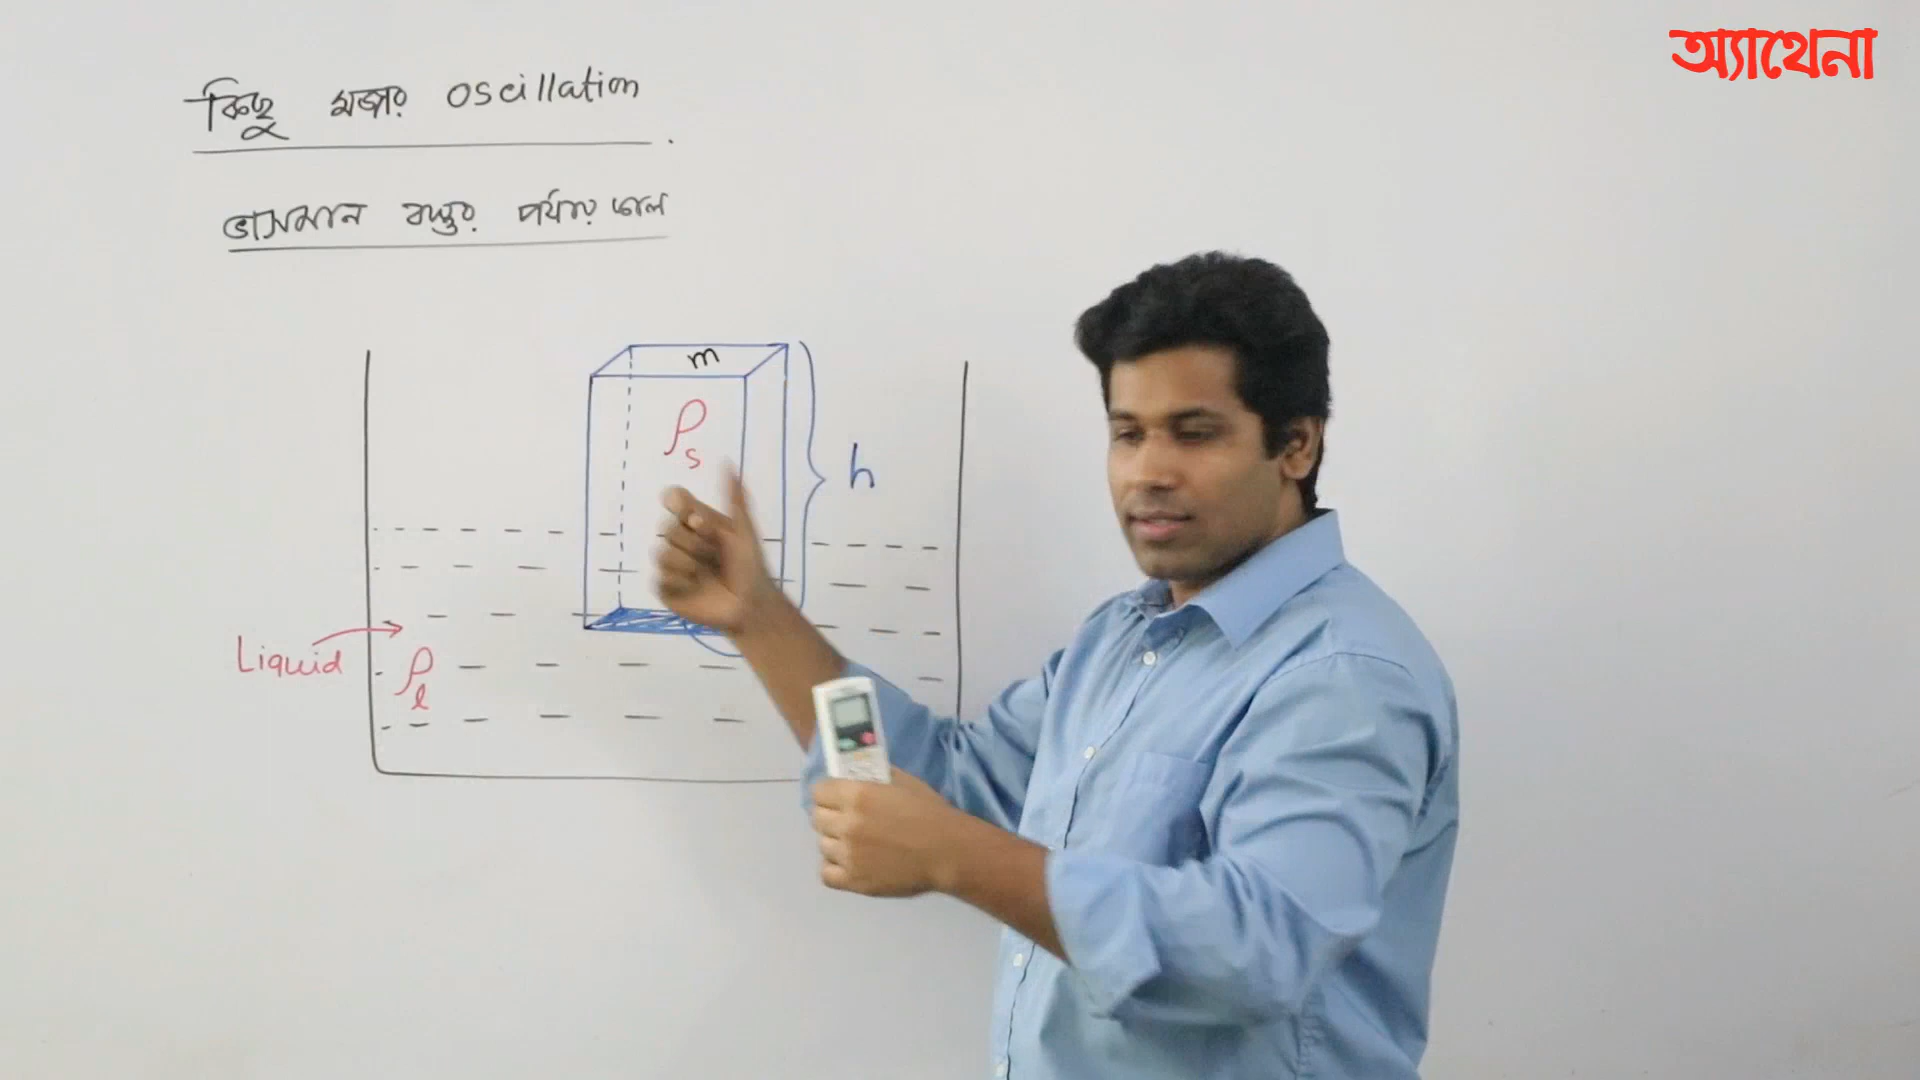 অ্যাথেনা
কিছু মজার oscillation
ভাসমান বস্তুর পর্যায়কাল
m
ρs
h
Liquid
ρl